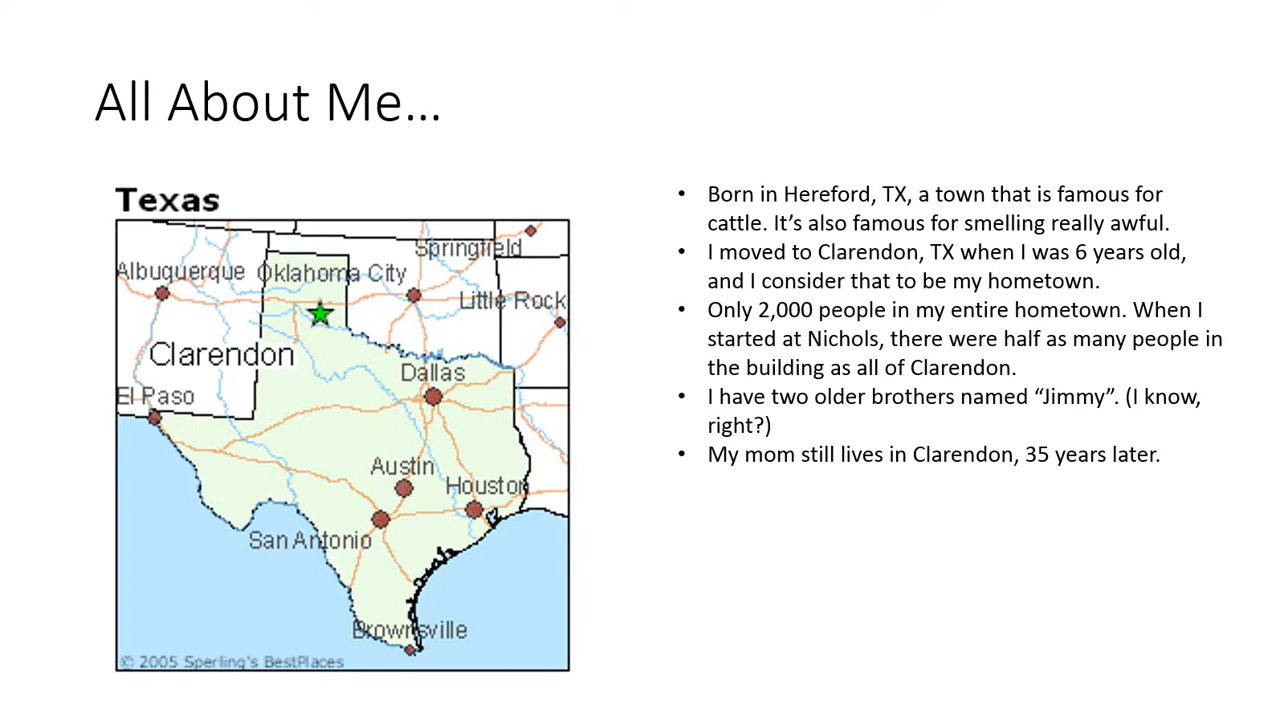 All About Me…
Texas
Springfield
Albuquerque
Oklahoma City
Little Rock
Clarendon
Dallas
El Paso
Austin
Houston
San Antonio
Brownsville
© 2005 Sperling's BestPlaces
• Born in Hereford, TX, a town that is famous for
cattle. It’s also famous for smelling really awful.
• I moved to Clarendon, TX when I was 6 years old,
and I consider that to be my hometown.
• Only 2,000 people in my entire hometown. When I
started at Nichols, there were half as many people in
the building as all of Clarendon.
• I have two older brothers named “Jimmy”. (I know,
right?)
• My mom still lives in Clarendon, 35 years later.